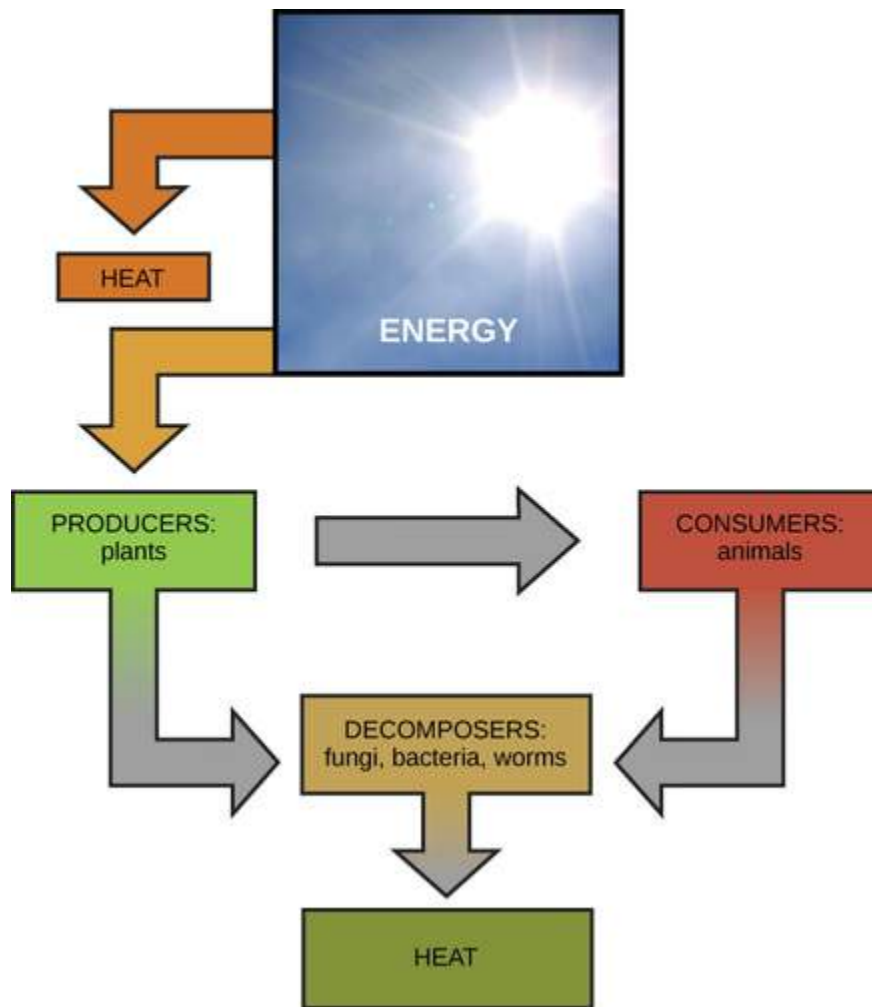 ENERGY
HEAT
PRODUCERS:
plants
CONSUMERS:
animals
DECOMPOSERS:
fungi, bacteria, worms
HEAT